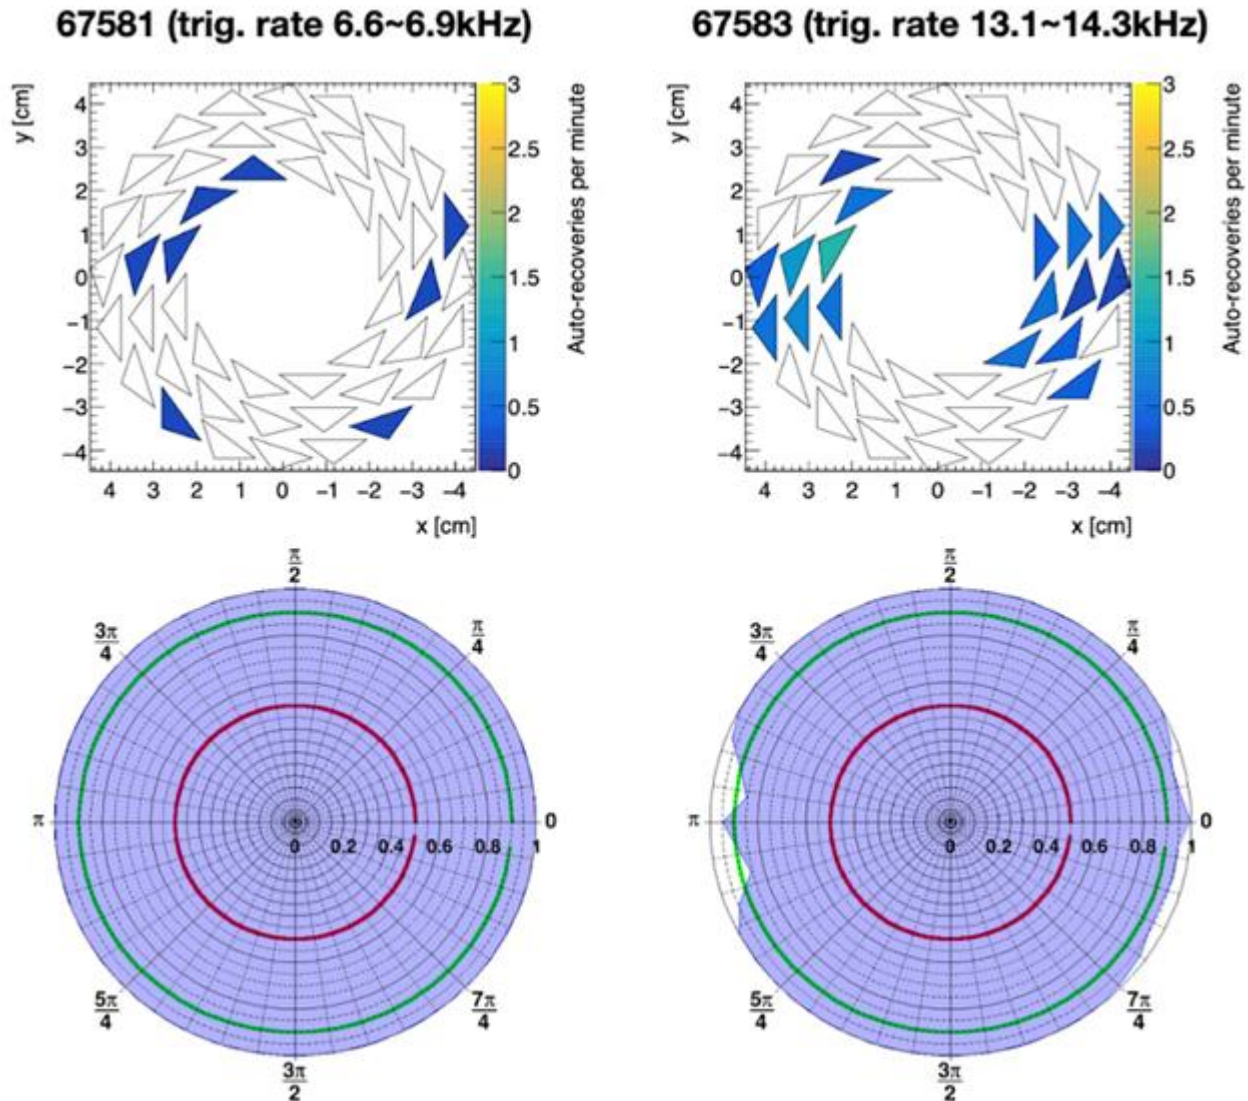 67581 (trig. rate 6.6~6.9kHz)
67583 (trig. rate 13.1~14.3kHz)
y [cm]
4
3
2
1
0
−1
−2
−3
−4
4 3 2 1 0 −1 −2 −3 −4
x [cm]
3
2.5
2
1.5
1
0.5
0
Auto-recoveries per minute
y [cm]
4
3
2
1
0
−1
−2
−3
−4
4 3 2 1 0 −1 −2 −3 −4
x [cm]
3
2.5
2
1.5
1
0.5
0
Auto-recoveries per minute
π/2
3π/4
π/4
π
0
0 0.2 0.4 0.6 0.8 1
5π/4
7π/4
3π/2
π/2
3π/4
π/4
π
0
0 0.2 0.4 0.6 0.8 1
5π/4
7π/4
3π/2